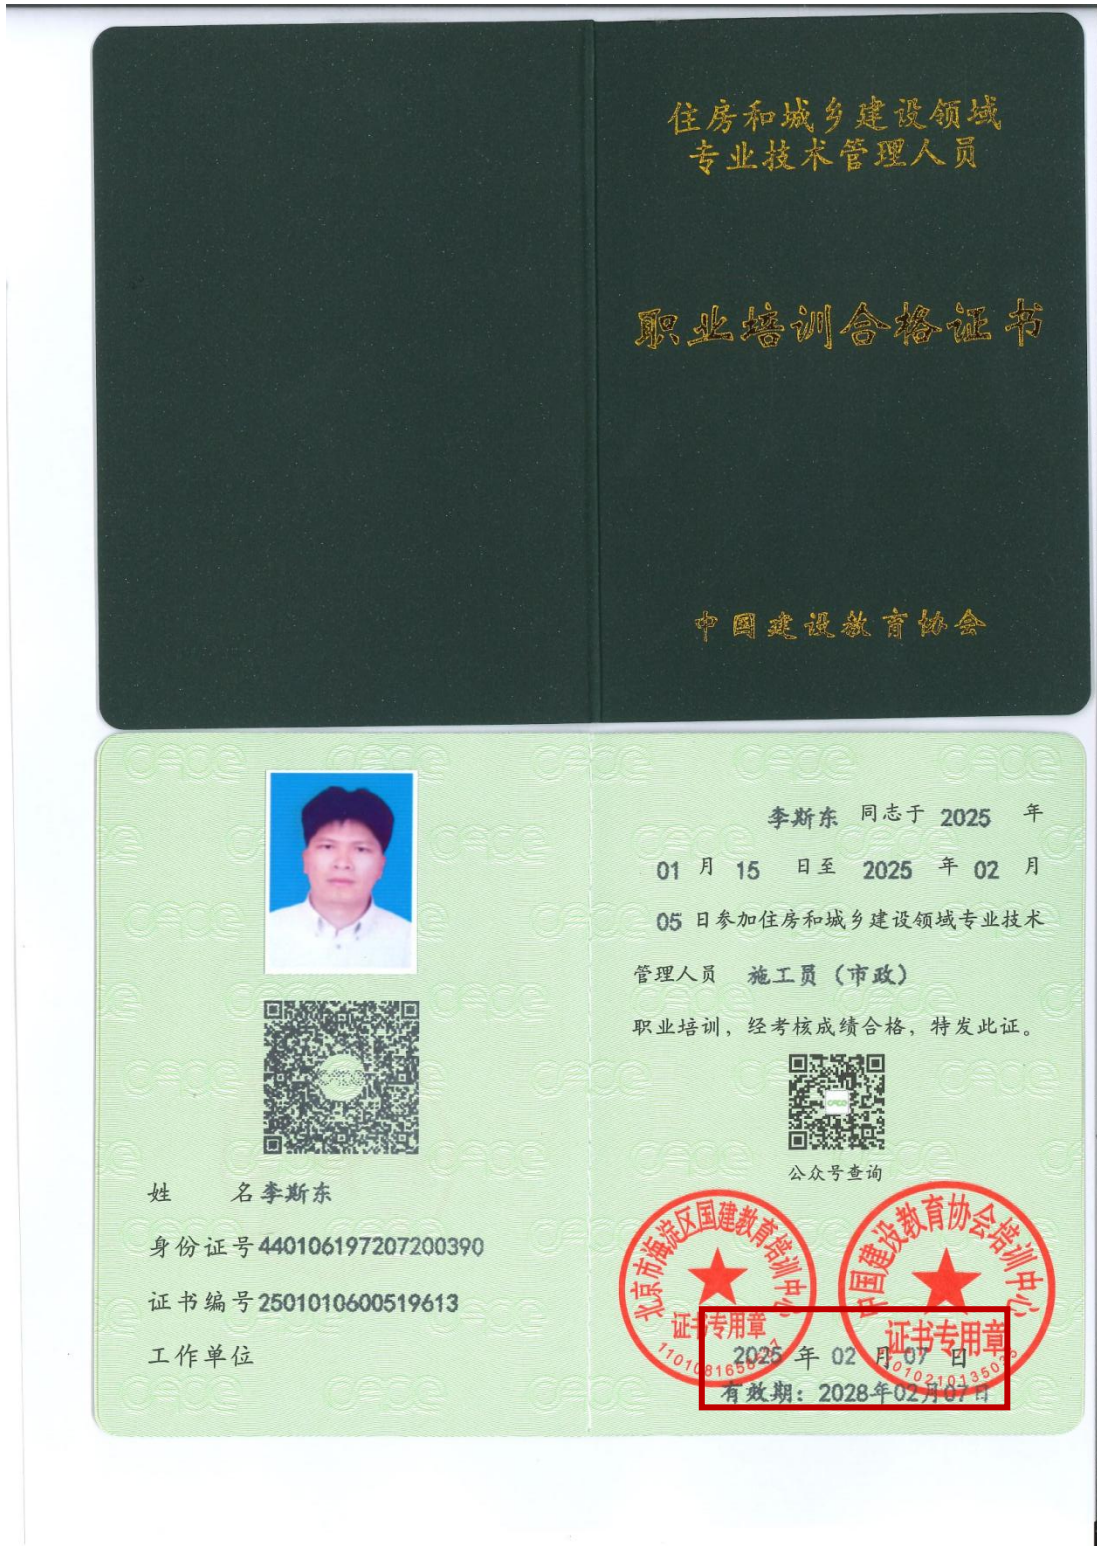 住房和城乡建设领域
专业技术管理人员
职业培训合格证书
中国建设教育协会
姓 名 李斯东
身份证号 440106197207200390
证书编号 2501010600519613
工作单位
李斯东 同志于 2025 年
01 月 15 日至 2025 年 02 月
05 日参加住房和城乡建设领域专业技术
管理人员 施工员（市政）
职业培训，经考核成绩合格，特发此证。
公众号查询
北京市海淀区国建教育培训中心
证书专用章
中国建设教育协会培训中心
证书专用章
2025 年 02 月 07 日
有效期：2028年02月07日